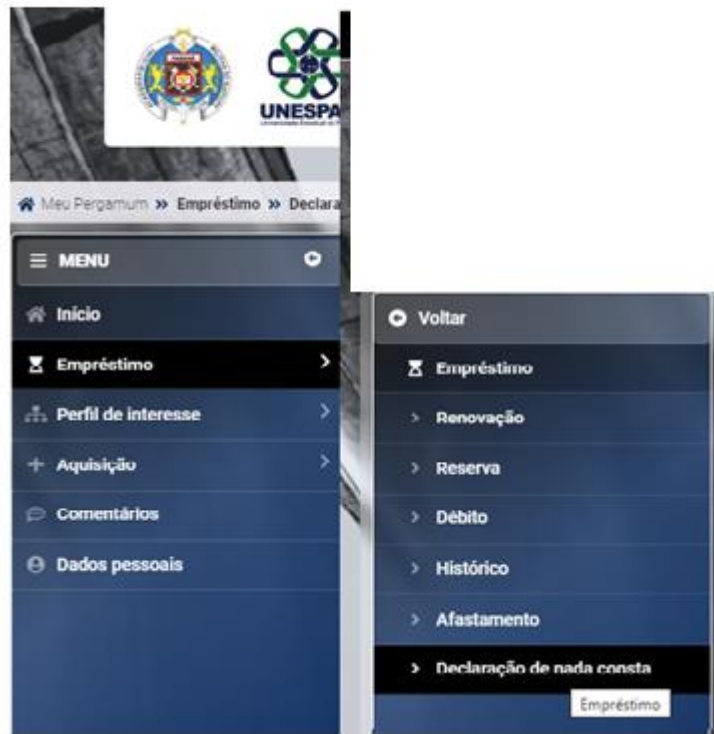 UNESPA
Meu Pergamum » Empréstimo » Declara
MENU
Início
Empréstimo
Perfil de interesse
Aquisição
Comentários
Dados pessoais
Voltar
Empréstimo
Renovação
Reserva
Débito
Histórico
Afastamento
Declaração de nada consta
Empréstimo